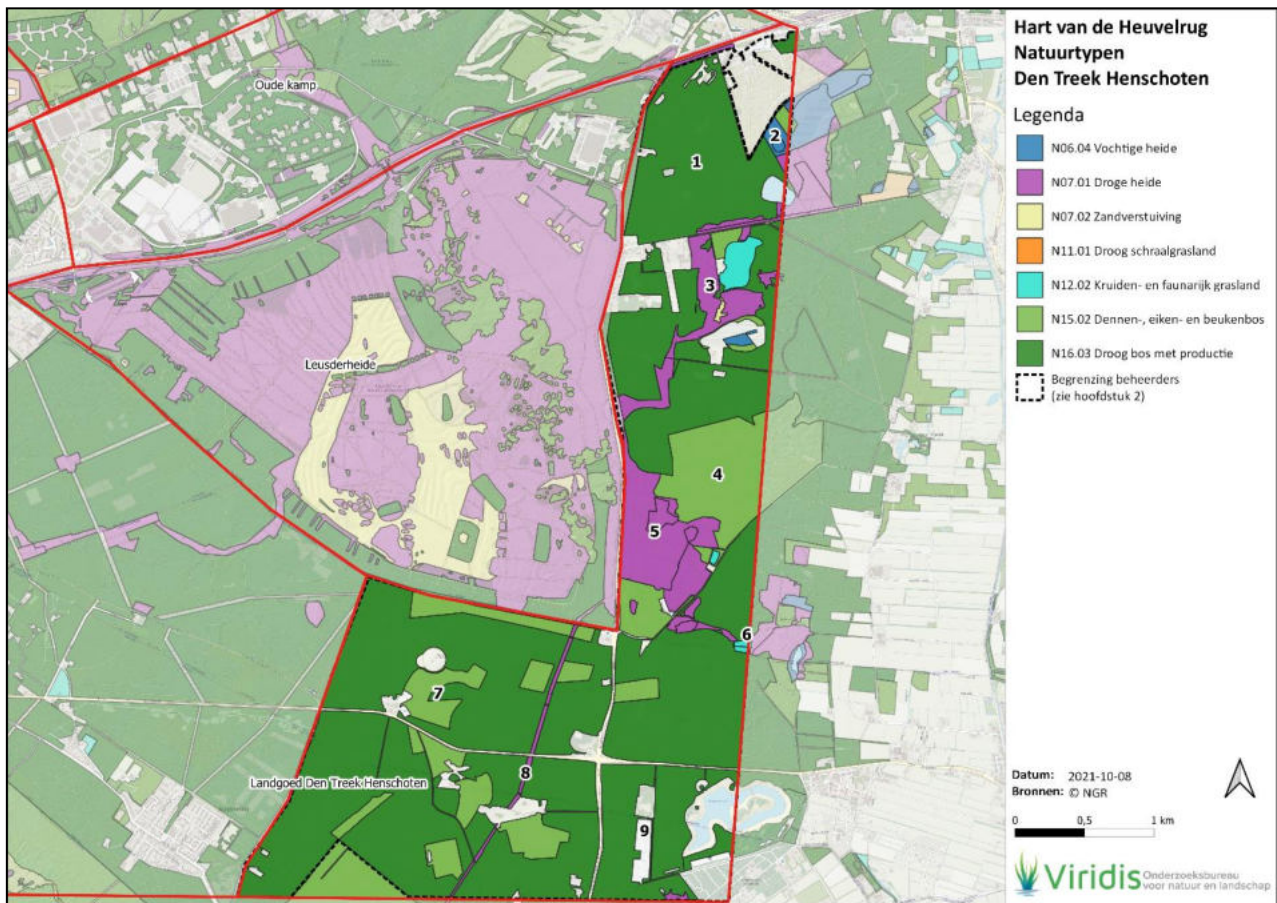 Hart van de Heuvelrug
Natuurtypen
Den Treek Henschoten
Legenda
N06.04 Vochtige heide
N07.01 Droge heide
N07.02 Zandverstuiving
N11.01 Droog schraalgrasland
N12.02 Kruiden- en faunarijk grasland
N15.02 Dennen-, eiken- en beukenbos
N16.03 Droog bos met productie
Begrenzing beheerders
(zie hoofdstuk 2)
Oude kamp
Leusderheide
Landgoed Den Treek-Henschoten
1
2
3
4
5
6
7
8
9
Datum: 2021-10-08
Bronnen: © NGR
0 0,5 1 km
Viridis Onderzoeksbureau
voor natuur en landschap